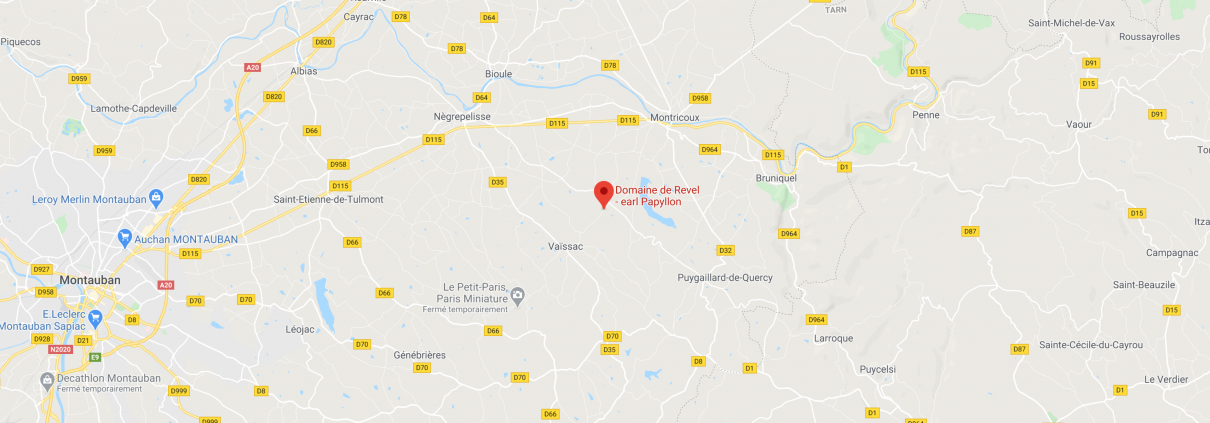 TARN
Cayrac
D78
D64
Saint-Michel-de-Vax
Roussayrolles
Piquecos
D820
D78
A20
Albias
D959
Bioule
D78
D115
D91
D15
D820
D64
D958
Lamothe-Capdeville
Nègrepelisse
D115
D115
Montricoux
Penne
D91
Vaour
D66
D115
D959
D964
D958
D115
D1
D820
D35
Bruniquel
D115
Domaine de Revel
- earl Papyllon
Leroy Merlin Montauban
Saint-Etienne-de-Tulmont
D15
Auchan MONTAUBAN
D66
Vaïssac
D32
D964
D87
D115
Campagnac
D927
Montauban
A20
Puygaillard-de-Quercy
Saint-Beauzile
D958
D70
D70
D66
Le Petit-Paris,
Paris Miniature
Fermé temporairement
E.Leclerc
Montauban Sapiac
D8
Léojac
D66
D964
D15
D928
D21
D70
D70
Larroque
N2020
D35
D87
Sainte-Cécile-du-Cayrou
E9
Génébrières
D70
D8
D1
Puycelsi
Decathlon Montauban
Fermé temporairement
D70
Le Verdier
D999
D8
D1
D66
D1
D999